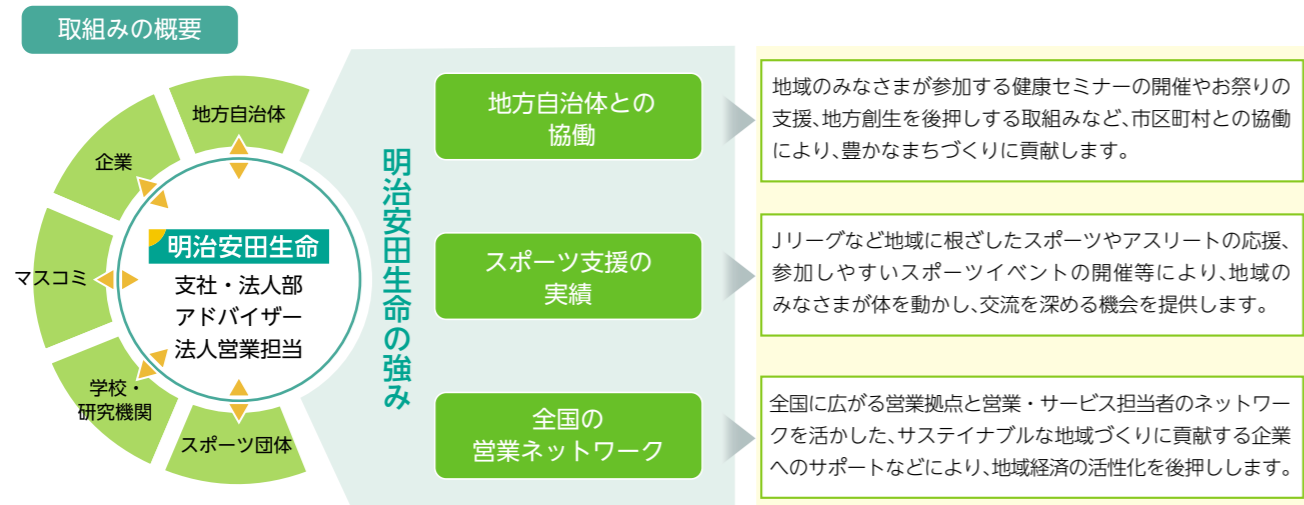 取組みの概要
地方自治体
企業
マスコミ
学校・
研究機関
スポーツ団体
明治安田生命
支社・法人部
アドバイザー
法人営業担当
明治安田生命の強み
地方自治体との
協働
地域のみなさまが参加する健康セミナーの開催やお祭りの
支援、地方創生を後押しする取組みなど、市区町村との協働
により、豊かなまちづくりに貢献します。
スポーツ支援の
実績
Jリーグなど地域に根ざしたスポーツやアスリートの応援、
参加しやすいスポーツイベントの開催等により、地域の
みなさまが体を動かし、交流を深める機会を提供します。
全国の
営業ネットワーク
全国に広がる営業拠点と営業・サービス担当者のネットワー
クを活かした、サステイナブルな地域づくりに貢献する企業
へのサポートなどにより、地域経済の活性化を後押しします。